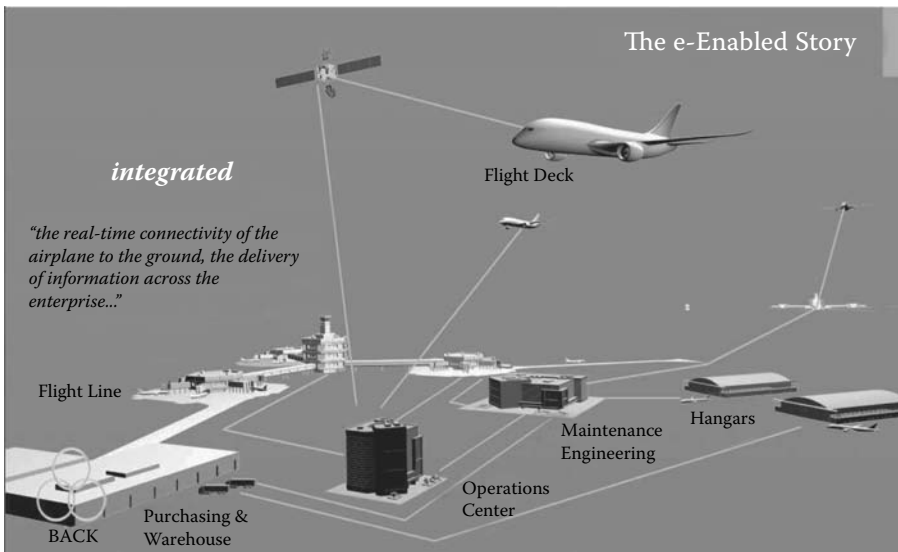 The e-Enabled Story
integrated
Flight Deck
“the real-time connectivity of the
airplane to the ground, the delivery
of information across the
enterprise...”
Flight Line
Hangars
Maintenance
Engineering
Operations
Center
Purchasing &
Warehouse
BACK